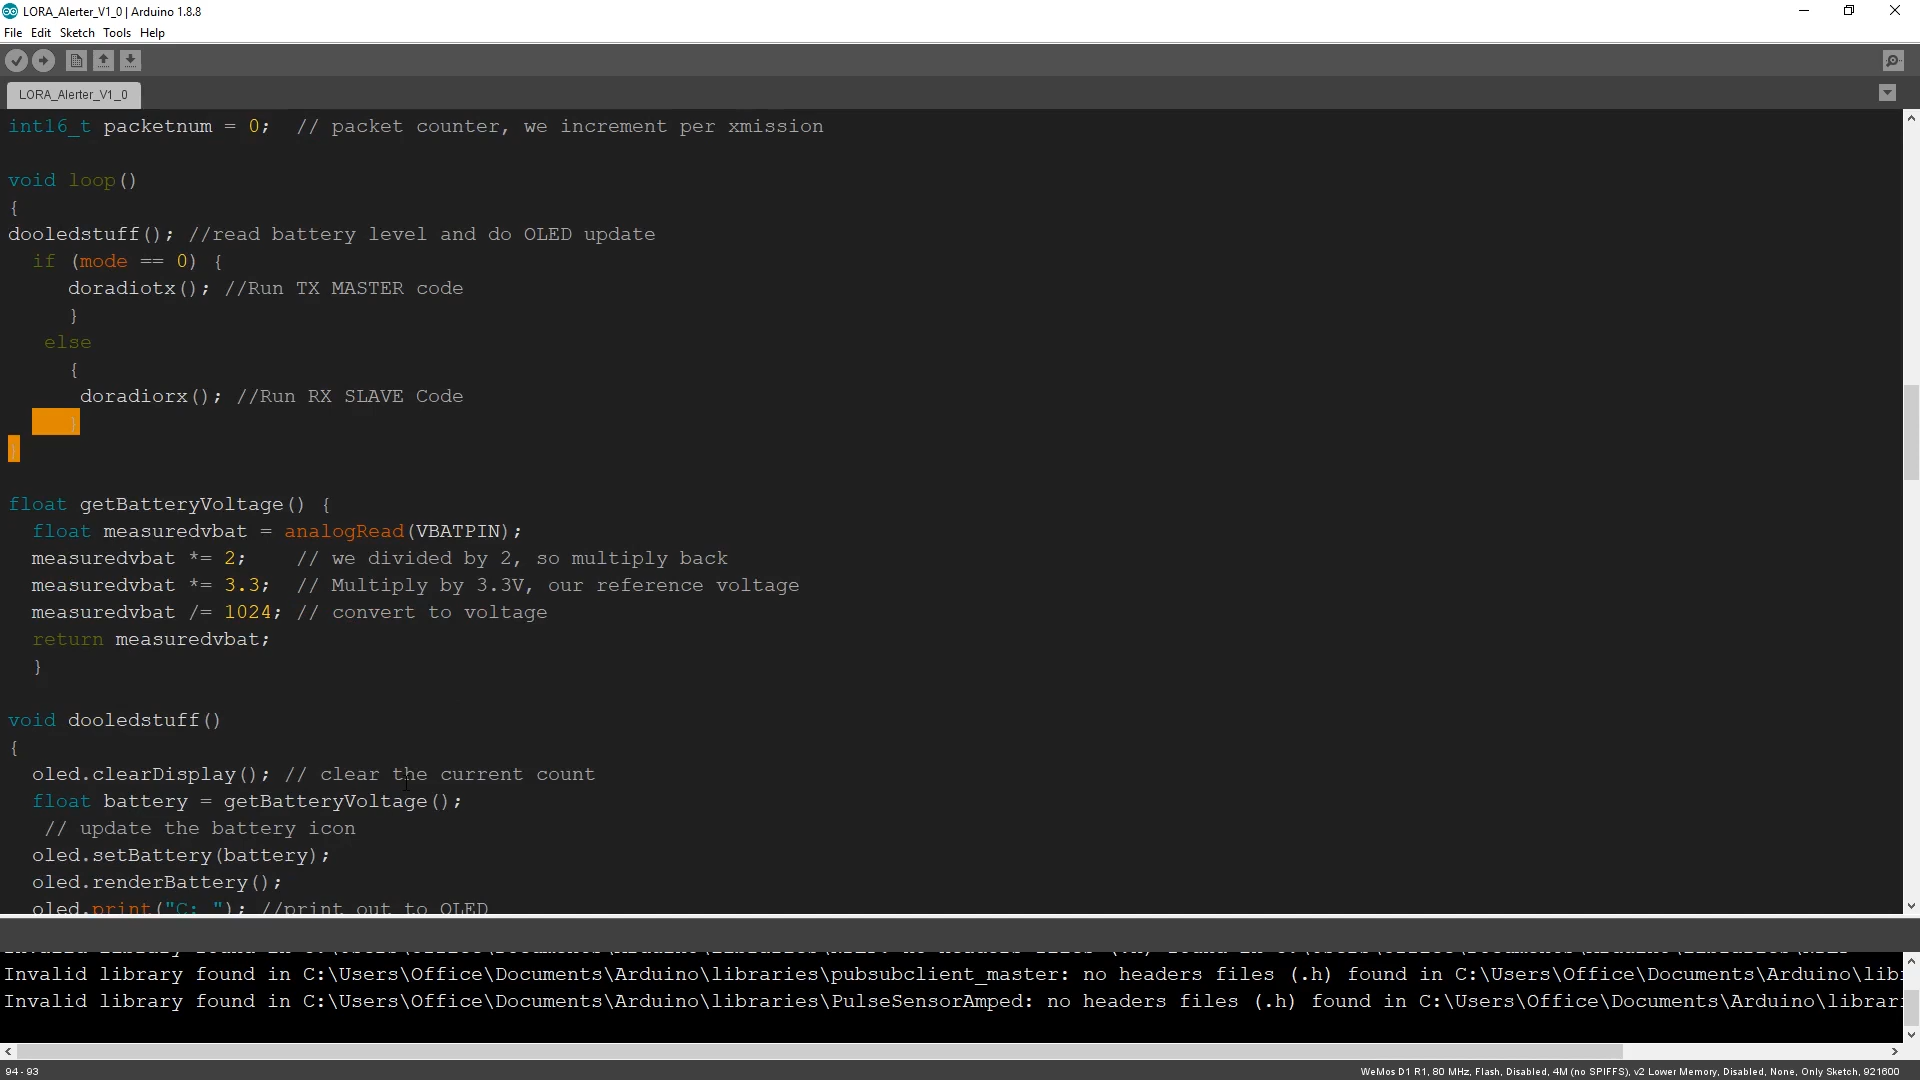 LORA_Alerter_V1_0 | Arduino 1.8.8
File Edit Sketch Tools Help
LORA_Alerter_V1_0
int16_t packetnum = 0;  // packet counter, we increment per xmission
void loop()
{
dooledstuff(); //read battery level and do OLED update
if (mode == 0) {
doradiotx(); //Run TX MASTER code
}
else
{
doradiorx(); //Run RX SLAVE Code
}
}
float getBatteryVoltage() {
float measuredvbat = analogRead(VBATPIN);
measuredvbat *= 2;    // we divided by 2, so multiply back
measuredvbat *= 3.3;  // Multiply by 3.3V, our reference voltage
measuredvbat /= 1024; // convert to voltage
return measuredvbat;
}
void dooledstuff()
{
oled.clearDisplay(); // clear the current count
float battery = getBatteryVoltage();
// update the battery icon
oled.setBattery(battery);
oled.renderBattery();
oled.print("C: "); //print out to OLED
Invalid library found in C:\Users\Office\Documents\Arduino\libraries\pubsubclient_master: no headers files (.h) found in C:\Users\Office\Documents\Arduino\lib
Invalid library found in C:\Users\Office\Documents\Arduino\libraries\PulseSensorAmped: no headers files (.h) found in C:\Users\Office\Documents\Arduino\librar
94 - 93
WeMos D1 R1, 80 MHz, Flash, Disabled, 4M (no SPIFFS), v2 Lower Memory, Disabled, None, Only Sketch, 921600